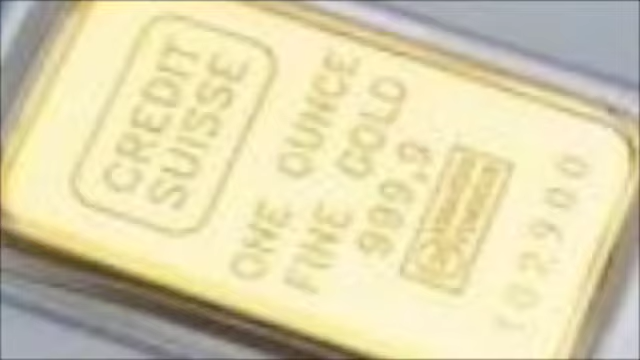 CREDIT
SUISSE
ONE OUNCE
FINE GOLD
999,9
102900